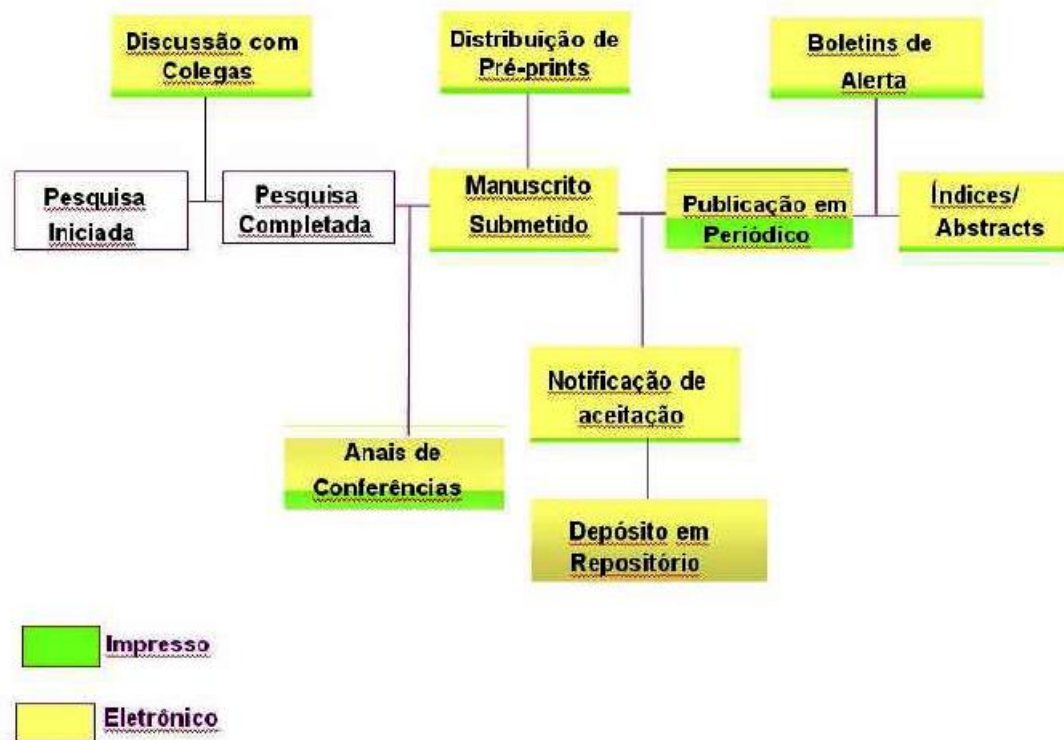 Discussão com
Colegas
Distribuição de
Pré-prints
Boletins de
Alerta
Pesquisa
Iniciada
Pesquisa
Completada
Manuscrito
Submetido
Publicação em
Periódico
Índices/
Abstracts
Notificação de
aceitação
Anais de
Conferências
Depósito em
Repositório
Impresso
Eletrônico